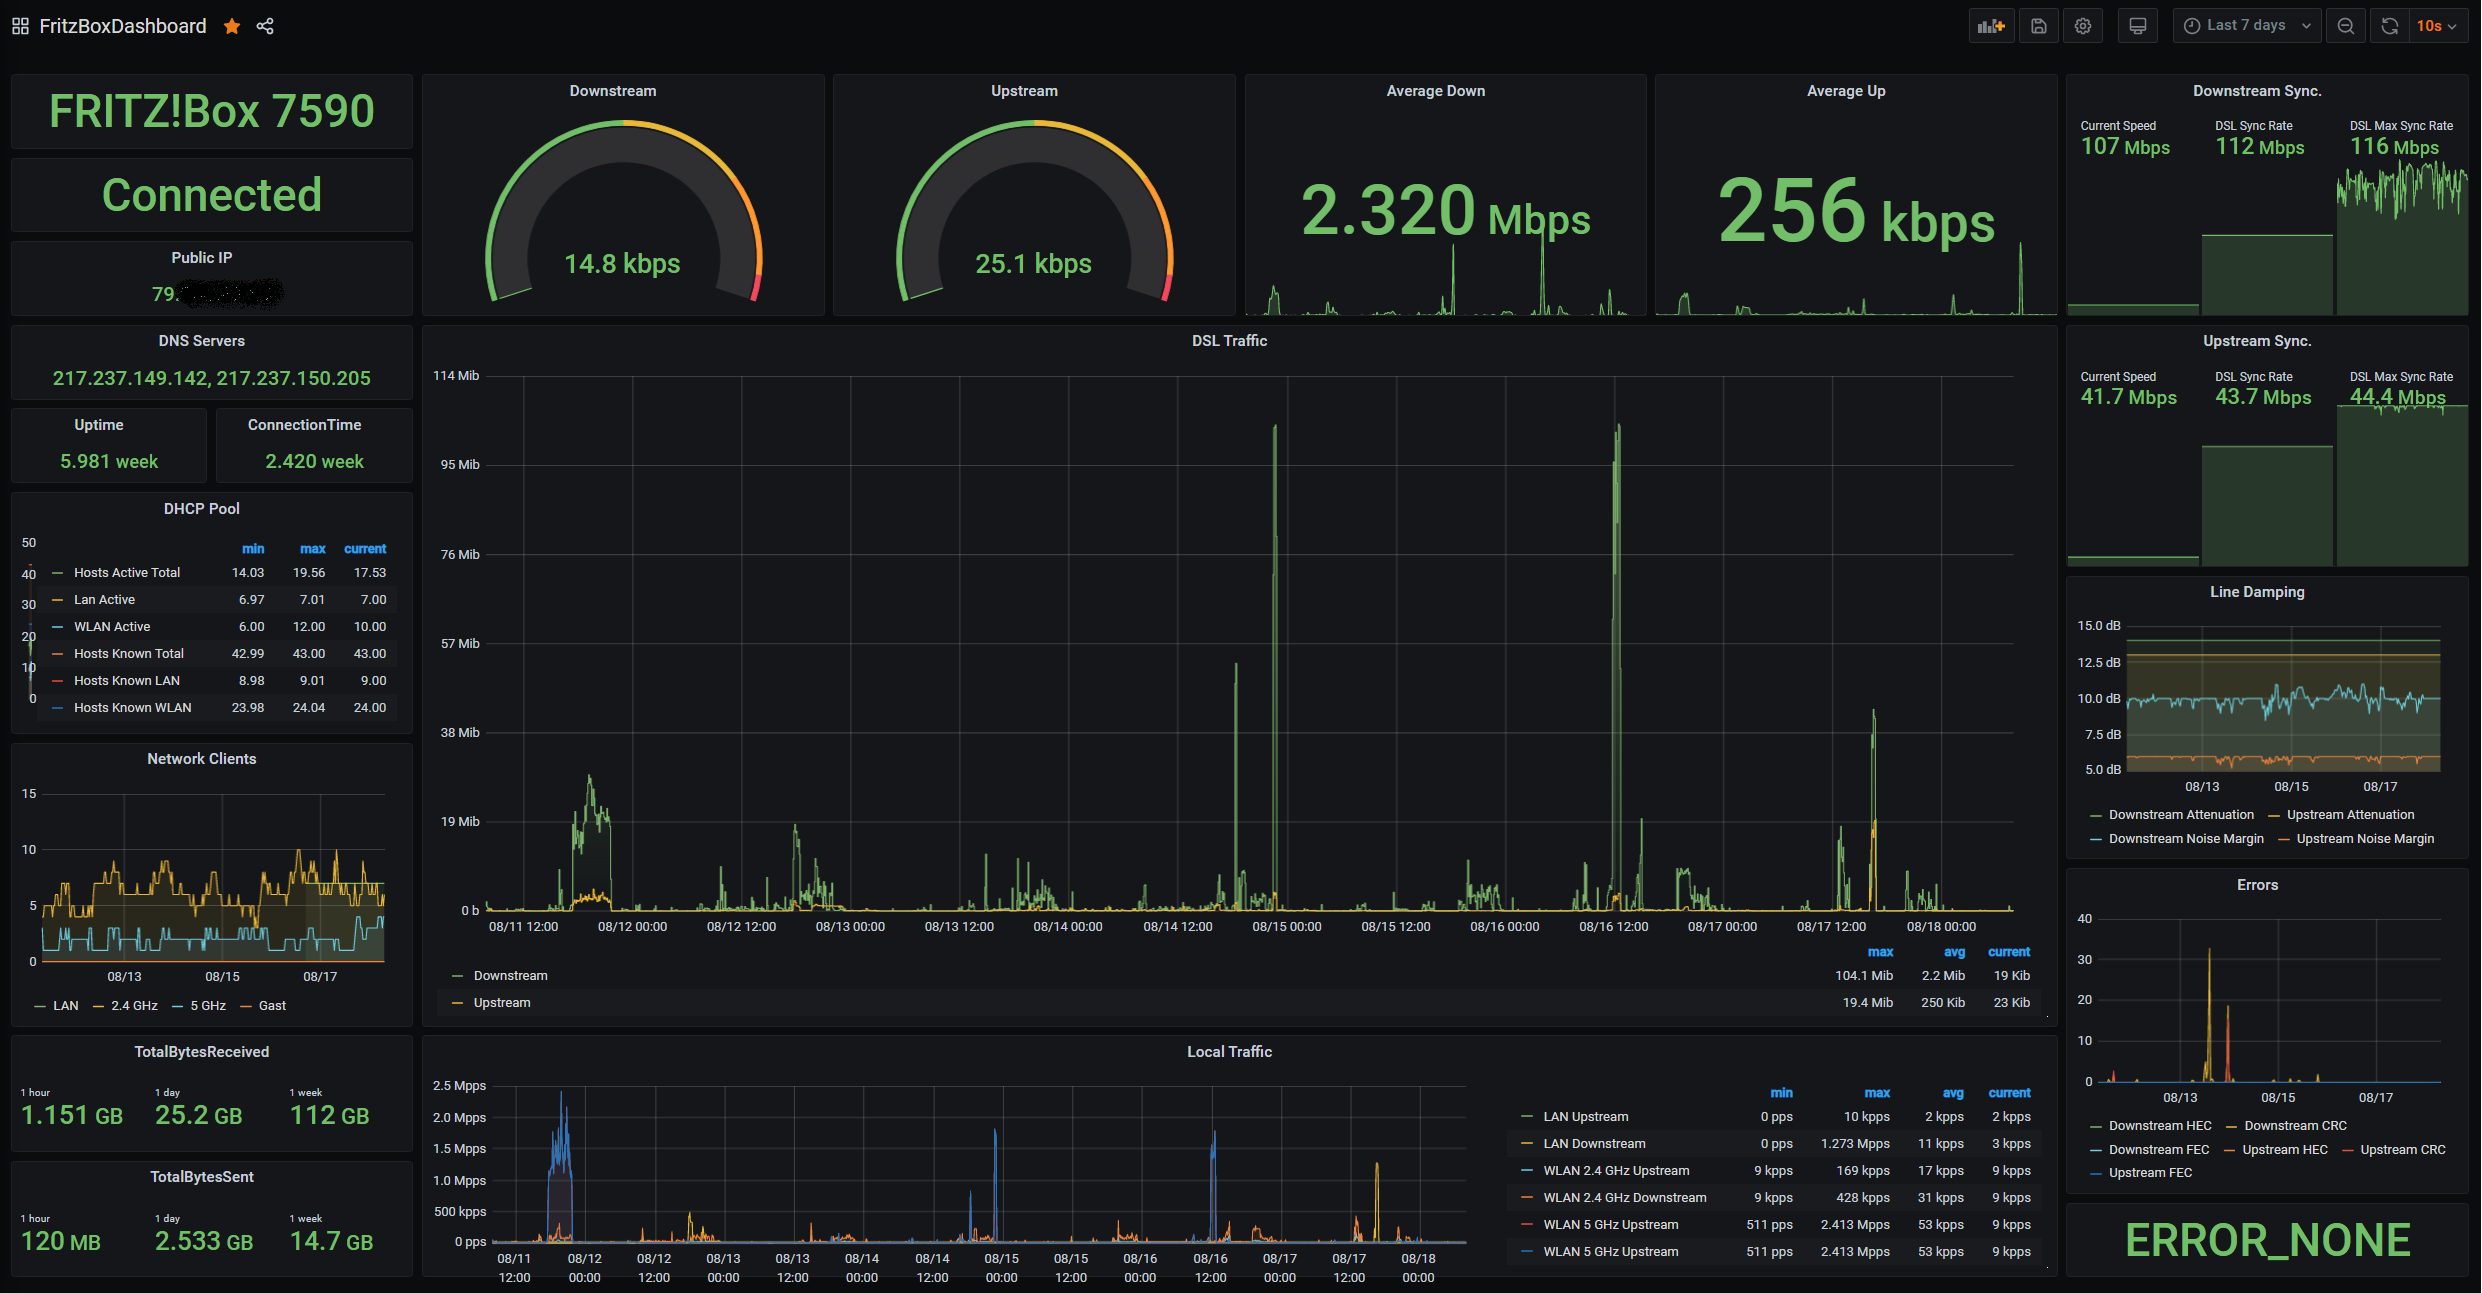 FritzBoxDashboard
Last 7 days
10s
FRITZ!Box 7590
Connected
Public IP
79.
DNS Servers
217.237.149.142, 217.237.150.205
Uptime
5.981 week
ConnectionTime
2.420 week
DHCP Pool
50
40
30
20
10
0
min max current
Hosts Active Total 14.03 19.56 17.53
Lan Active 6.97 7.01 7.00
WLAN Active 6.00 12.00 10.00
Hosts Known Total 42.99 43.00 43.00
Hosts Known LAN 8.98 9.01 9.00
Hosts Known WLAN 23.98 24.04 24.00
Network Clients
15
10
5
0
08/13 08/15 08/17
LAN 2.4 GHz 5 GHz Gast
TotalBytesReceived
1 hour 1 day 1 week
1.151 GB 25.2 GB 112 GB
TotalBytesSent
1 hour 1 day 1 week
120 MB 2.533 GB 14.7 GB
Downstream
14.8 kbps
Upstream
25.1 kbps
Average Down
2.320 Mbps
Average Up
256 kbps
DSL Traffic
114 Mib
95 Mib
76 Mib
57 Mib
38 Mib
19 Mib
0 b
08/11 12:00 08/12 00:00 08/12 12:00 08/13 00:00 08/13 12:00 08/14 00:00 08/14 12:00 08/15 00:00 08/15 12:00 08/16 00:00 08/16 12:00 08/17 00:00 08/17 12:00 08/18 00:00
max avg current
Downstream 104.1 Mib 2.2 Mib 19 Kib
Upstream 19.4 Mib 250 Kib 23 Kib
Local Traffic
2.5 Mpps
2.0 Mpps
1.5 Mpps
1.0 Mpps
500 kpps
0 pps
08/11 08/12 08/12 08/13 08/13 08/14 08/14 08/15 08/15 08/16 08/16 08/17 08/17 08/18
12:00 00:00 12:00 00:00 12:00 00:00 12:00 00:00 12:00 00:00 12:00 00:00 12:00 00:00
min max avg current
LAN Upstream 0 pps 10 kpps 2 kpps 2 kpps
LAN Downstream 0 pps 1.273 Mpps 11 kpps 3 kpps
WLAN 2.4 GHz Upstream 9 kpps 169 kpps 17 kpps 9 kpps
WLAN 2.4 GHz Downstream 9 kpps 428 kpps 31 kpps 9 kpps
WLAN 5 GHz Upstream 511 pps 2.413 Mpps 53 kpps 9 kpps
WLAN 5 GHz Upstream 511 pps 2.413 Mpps 53 kpps 9 kpps
Downstream Sync.
Current Speed DSL Sync Rate DSL Max Sync Rate
107 Mbps 112 Mbps 116 Mbps
Upstream Sync.
Current Speed DSL Sync Rate DSL Max Sync Rate
41.7 Mbps 43.7 Mbps 44.4 Mbps
Line Damping
15.0 dB
12.5 dB
10.0 dB
7.5 dB
5.0 dB
08/13 08/15 08/17
Downstream Attenuation Upstream Attenuation
Downstream Noise Margin Upstream Noise Margin
Errors
40
30
20
10
0
08/13 08/15 08/17
Downstream HEC Downstream CRC
Downstream FEC Upstream HEC Upstream CRC
Upstream FEC
ERROR_NONE